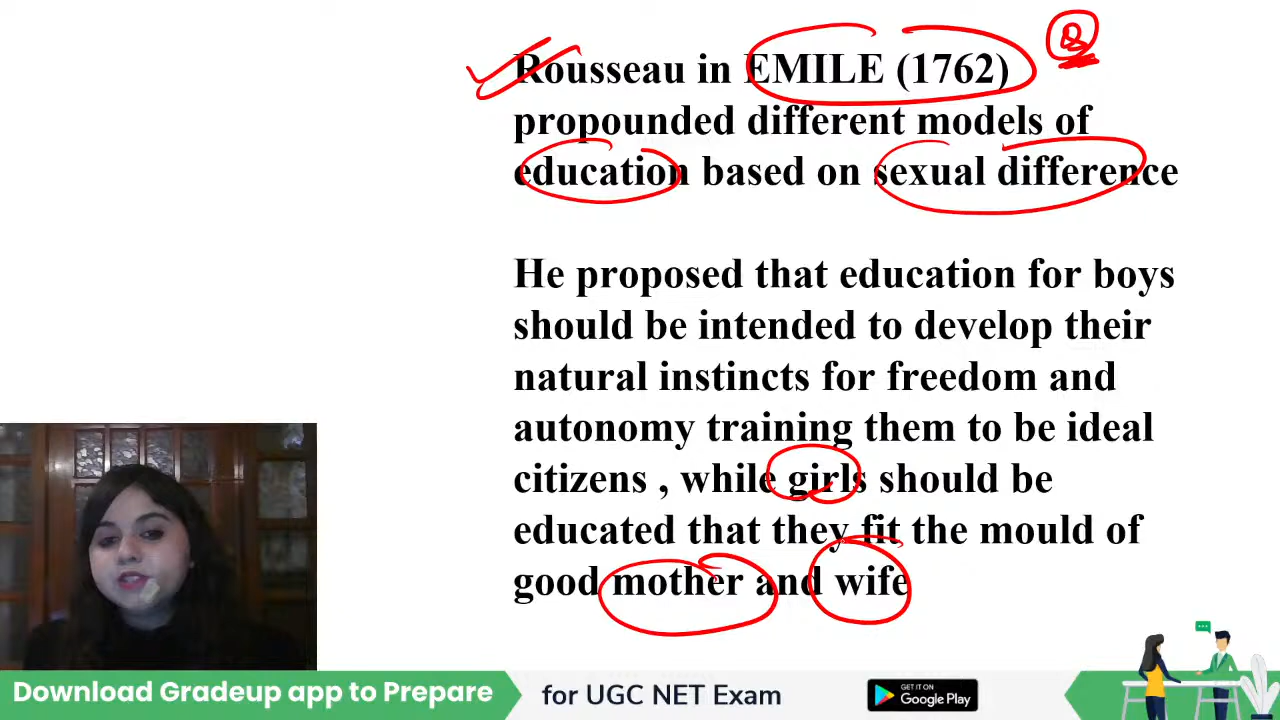 Rousseau in EMILE (1762)
propounded different models of
education based on sexual difference
He proposed that education for boys
should be intended to develop their
natural instincts for freedom and
autonomy training them to be ideal
citizens , while girls should be
educated that they fit the mould of
good mother and wife
Download Gradeup app to Prepare
for UGC NET Exam
GET IT ON
Google Play